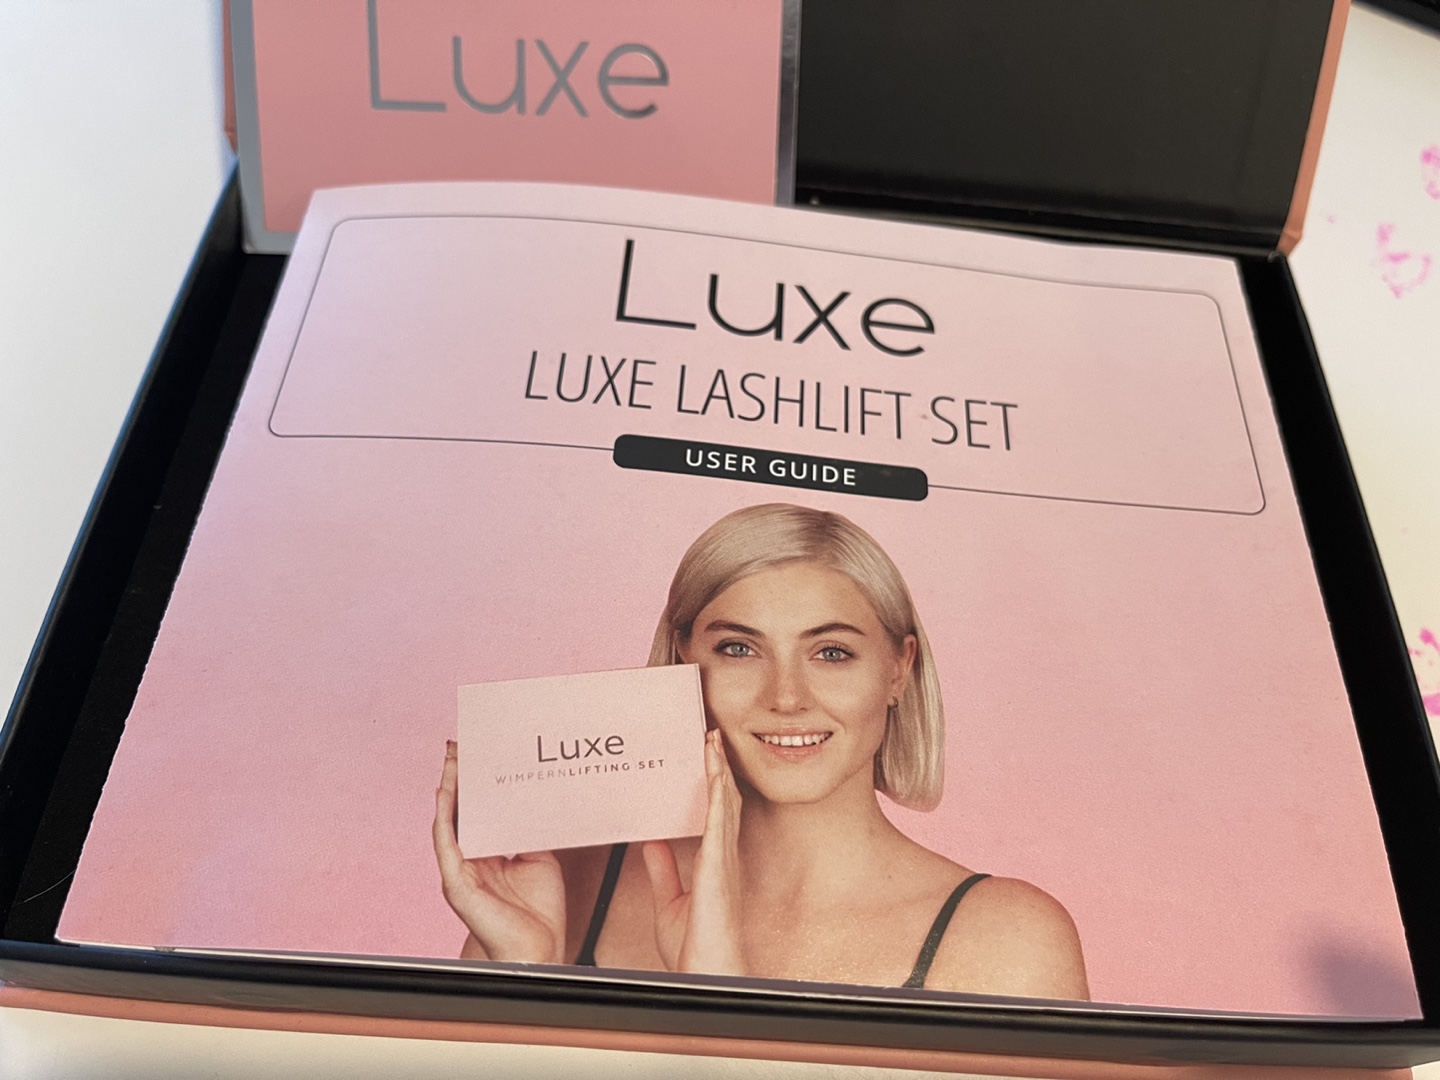 Luxe
Luxe
LUXE LASHLIFT SET
USER GUIDE
Luxe
WIMPERNLIFTING SET